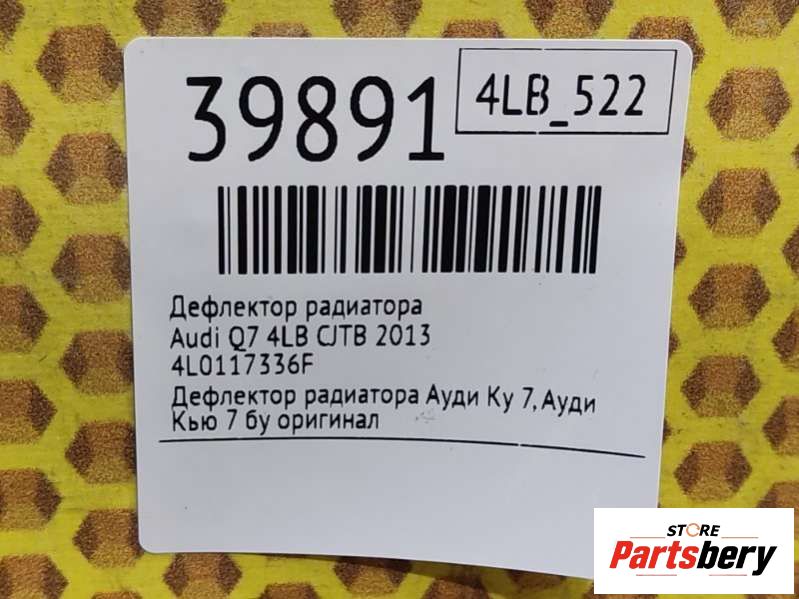 39891
4LB_522
Дефлектор радиатора
Audi Q7 4LB CJTB 2013
4L0117336F
Дефлектор радиатора Ауди Ку 7, Ауди
Кью 7 бу оригинал
STORE
Partsbery